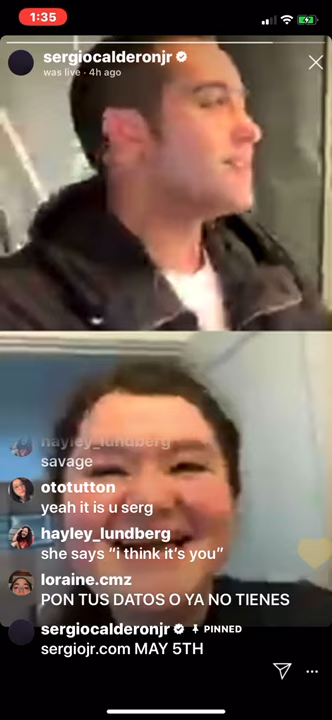 1:35
sergiocalderonjr
was live · 4h ago
hayley_lundberg
savage
ototutton
yeah it is u serg
hayley_lundberg
she says “i think it’s you”
loraine.cmz
PON TUS DATOS O YA NO TIENES
sergiocalderonjr PINNED
sergiojr.com MAY 5TH